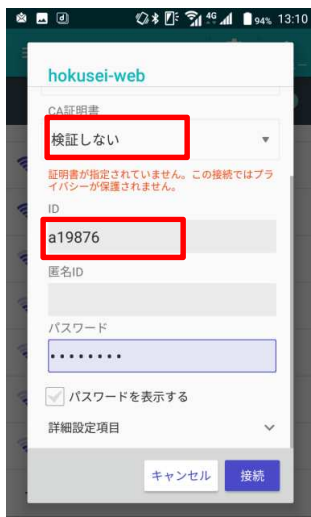 4G 94% 13:10
hokusei-web
CA証明書
検証しない
証明書が指定されていません。この接続ではプラ
イバシーが保護されません。
ID
a19876
匿名ID
パスワード
••••••••
パスワードを表示する
詳細設定項目
キャンセル 接続